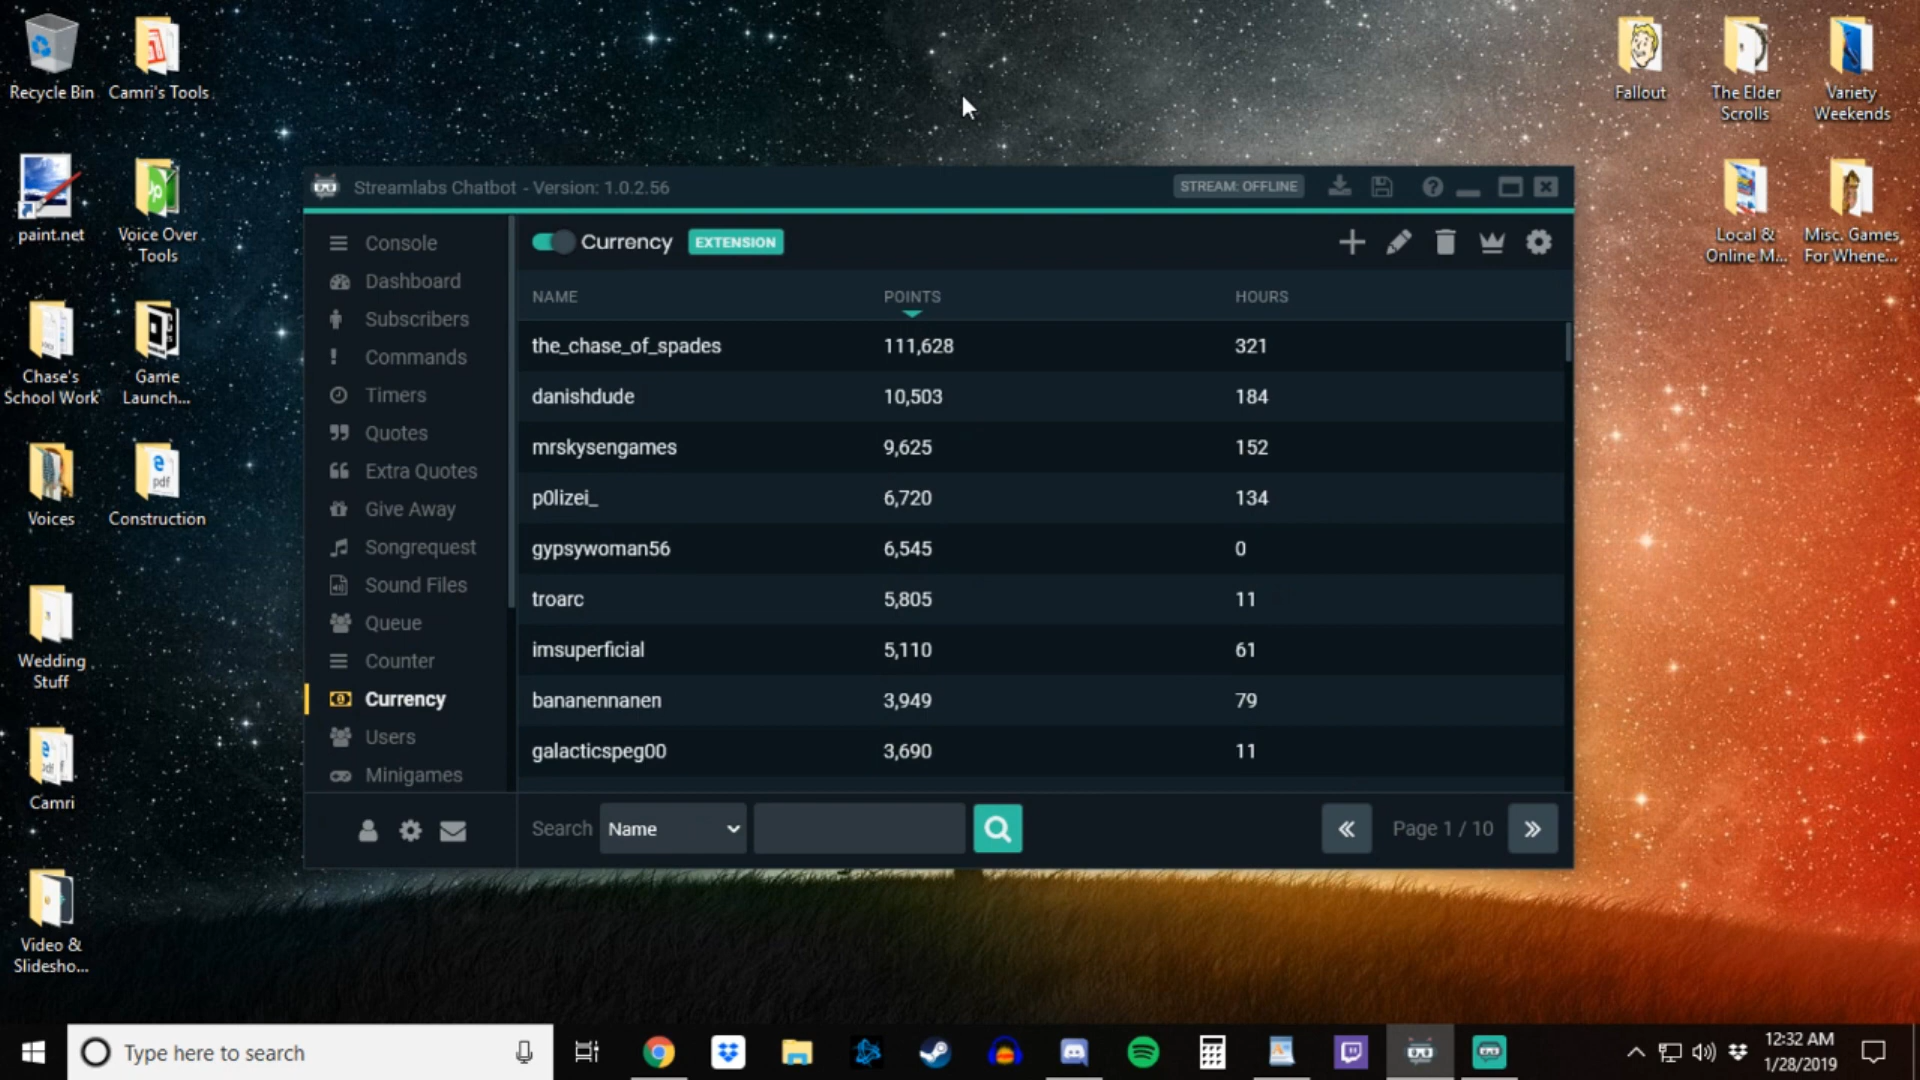 Recycle Bin
Camri's Tools
paint.net
Voice Over
Tools
Chase's
School Work
Game
Launch...
Voices
Construction
Wedding
Stuff
Camri
Video &
Slidesho...
Fallout
The Elder
Scrolls
Variety
Weekends
Local &
Online M...
Misc. Games
For Whene...
Streamlabs Chatbot - Version: 1.0.2.56
STREAM: OFFLINE
Console
Dashboard
Subscribers
Commands
Timers
Quotes
Extra Quotes
Give Away
Songrequest
Sound Files
Queue
Counter
Currency
Users
Minigames
Currency EXTENSION
NAME POINTS HOURS
the_chase_of_spades 111,628 321
danishdude 10,503 184
mrskysengames 9,625 152
p0lizei_ 6,720 134
gypsywoman56 6,545 0
troarc 5,805 11
imsuperficial 5,110 61
bananennanen 3,949 79
galacticspeg00 3,690 11
Search Name Page 1 / 10
Type here to search
12:32 AM
1/28/2019